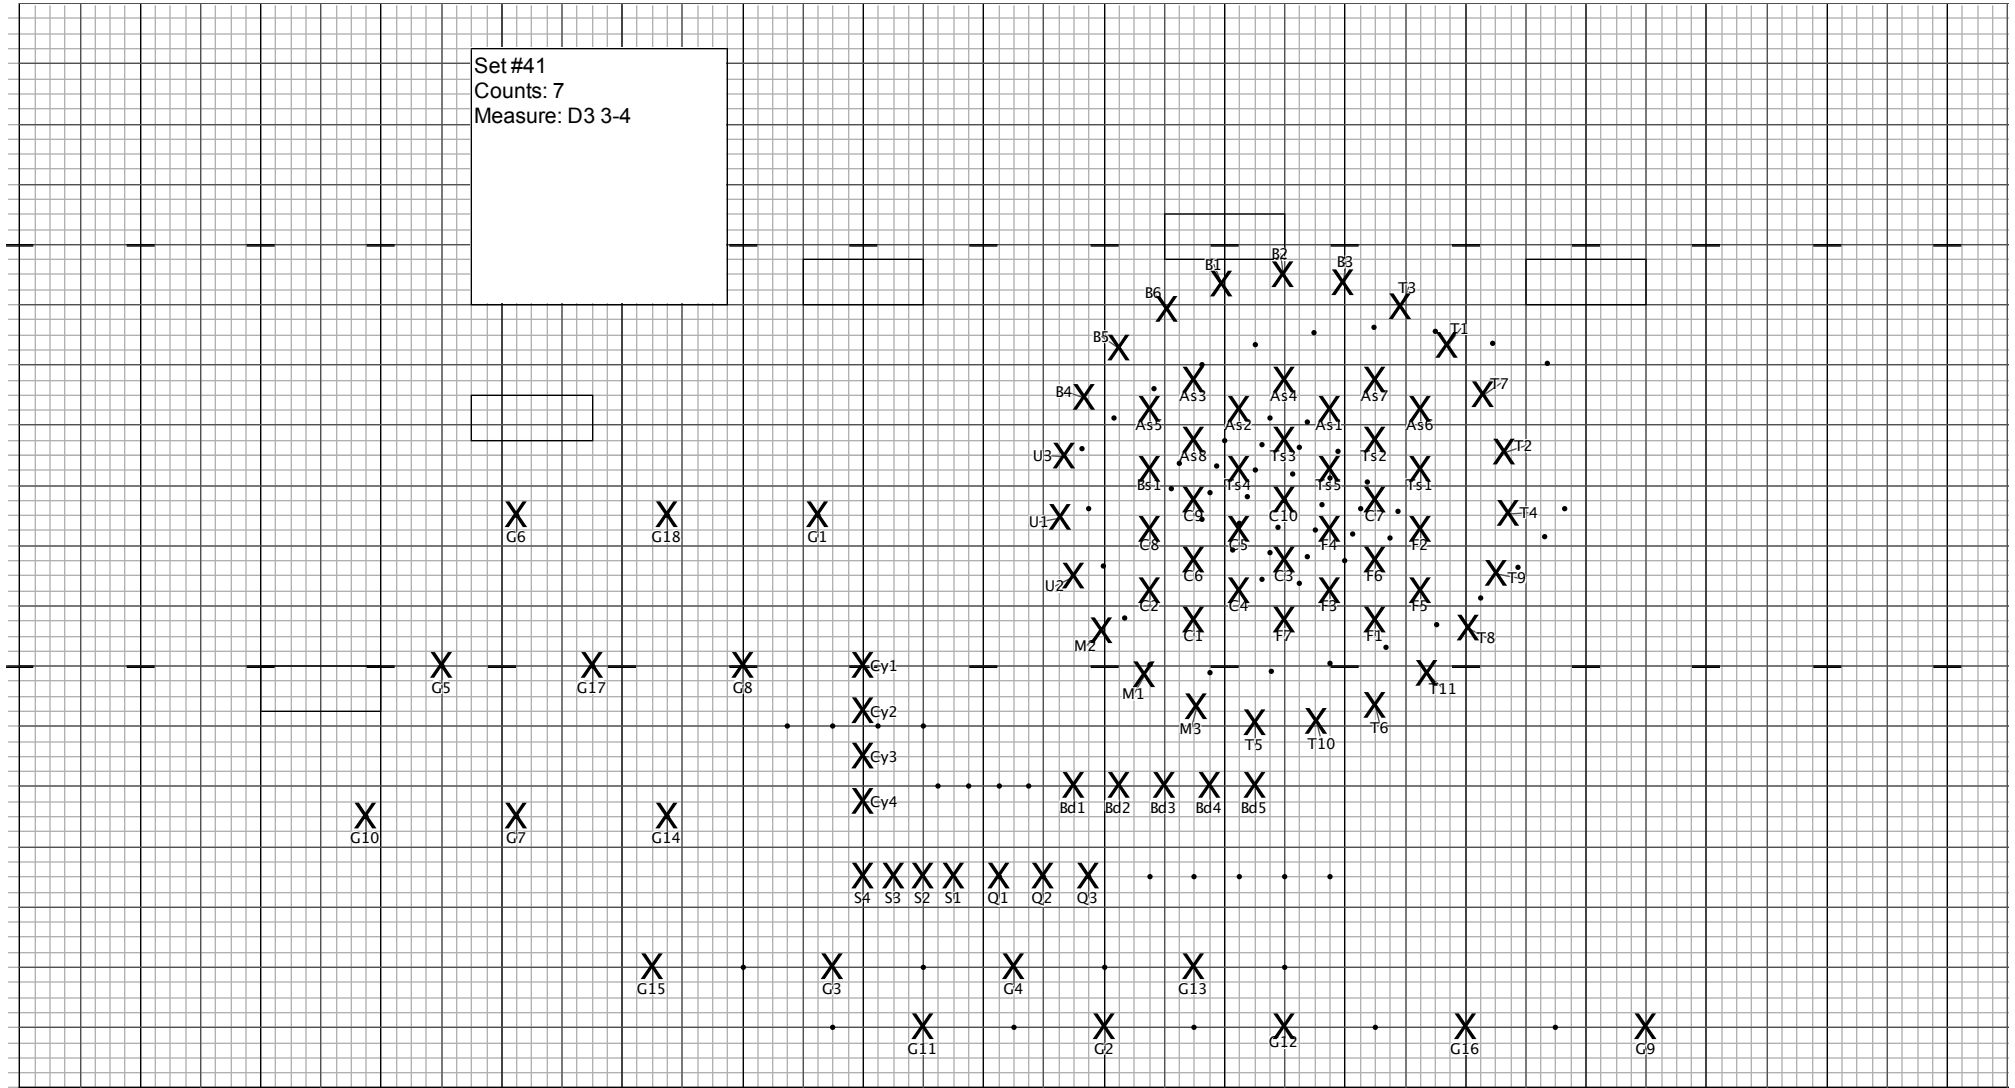 Set #41
Counts: 7
Measure: D3 3-4
B2
B1
B3
B6
T3
T1
B5
T7
B4
As3
As4
As7
As5
As2
As1
As6
T2
U3
As8
Ts3
Ts2
Bs1
Ts4
Ts5
Ts1
T4
U1
C9
C10
C7
G6
G18
G1
C8
C5
F4
F2
C6
C3
F6
T9
U2
C2
C4
F3
F5
C1
F7
F1
T8
M2
Cy1
G5
G17
G8
M1
T11
Cy2
M3
T5
T10
T6
Cy3
Cy4
Bd1
Bd2
Bd3
Bd4
Bd5
G10
G7
G14
S4
S3
S2
S1
Q1
Q2
Q3
G15
G3
G4
G13
G11
G2
G12
G16
G9